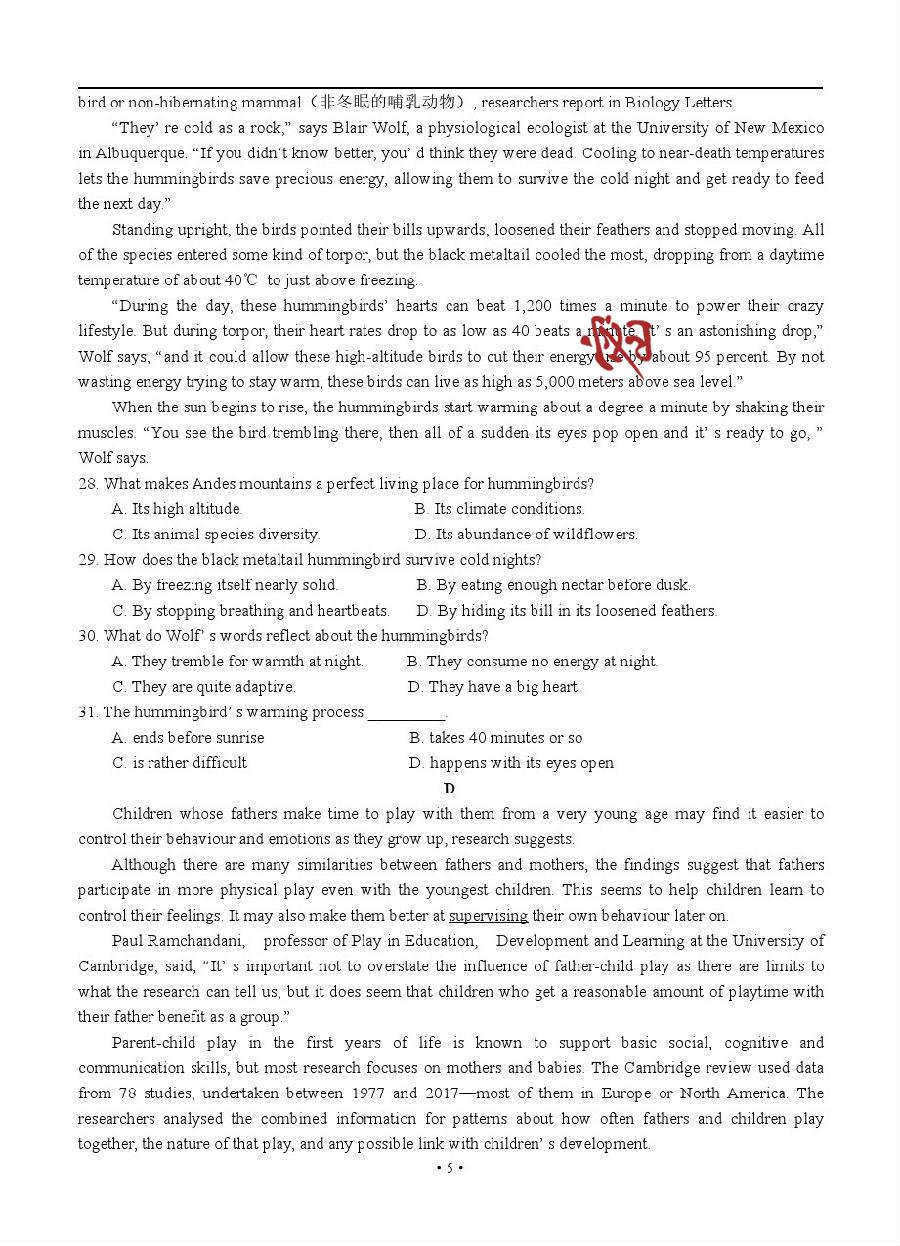 bird or non-hibernating mammal（非冬眠的哺乳动物）, researchers report in Biology Letters
“They’ re cold as a rock,” says Blair Wolf, a physiological ecologist at the University of New Mexico
in Albuquerque. “If you didn’t know better, you’ d think they were dead. Cooling to near-death temperatures
lets the hummingbirds save precious energy, allowing them to survive the cold night and get ready to feed
the next day.”
Standing upright, the birds pointed their bills upwards, loosened their feathers and stopped moving. All
of the species entered some kind of torpor, but the black metaltail cooled the most, dropping from a daytime
temperature of about 40℃ to just above freezing.
“During the day, these hummingbirds’ hearts can beat 1,200 times a minute to power their crazy
lifestyle. But during torpor, their heart rates drop to as low as 40 beats a minute. It’ s an astonishing drop,”
Wolf says, “and it could allow these high-altitude birds to cut their energy use by about 95 percent. By not
wasting energy trying to stay warm, these birds can live as high as 5,000 meters above sea level.”
When the sun begins to rise, the hummingbirds start warming about a degree a minute by shaking their
muscles. “You see the bird trembling there, then all of a sudden its eyes pop open and it’ s ready to go, ”
Wolf says.
28. What makes Andes mountains a perfect living place for hummingbirds?
A. Its high altitude. B. Its climate conditions.
C. Its animal species diversity. D. Its abundance of wildflowers.
29. How does the black metaltail hummingbird survive cold nights?
A. By freezing itself nearly solid. B. By eating enough nectar before dusk.
C. By stopping breathing and heartbeats. D. By hiding its bill in its loosened feathers.
30. What do Wolf’ s words reflect about the hummingbirds?
A. They tremble for warmth at night. B. They consume no energy at night.
C. They are quite adaptive. D. They have a big heart
31. The hummingbird’ s warming process __________.
A. ends before sunrise B. takes 40 minutes or so
C. is rather difficult D. happens with its eyes open
D
Children whose fathers make time to play with them from a very young age may find it easier to
control their behaviour and emotions as they grow up, research suggests.
Although there are many similarities between fathers and mothers, the findings suggest that fathers
participate in more physical play even with the youngest children. This seems to help children learn to
control their feelings. It may also make them better at supervising their own behaviour later on.
Paul Ramchandani, professor of Play in Education, Development and Learning at the University of
Cambridge, said, “It’ s important not to overstate the influence of father-child play as there are limits to
what the research can tell us, but it does seem that children who get a reasonable amount of playtime with
their father benefit as a group.”
Parent-child play in the first years of life is known to support basic social, cognitive and
communication skills, but most research focuses on mothers and babies. The Cambridge review used data
from 78 studies, undertaken between 1977 and 2017—most of them in Europe or North America. The
researchers analysed the combined information for patterns about how often fathers and children play
together, the nature of that play, and any possible link with children’ s development.
• 5 •